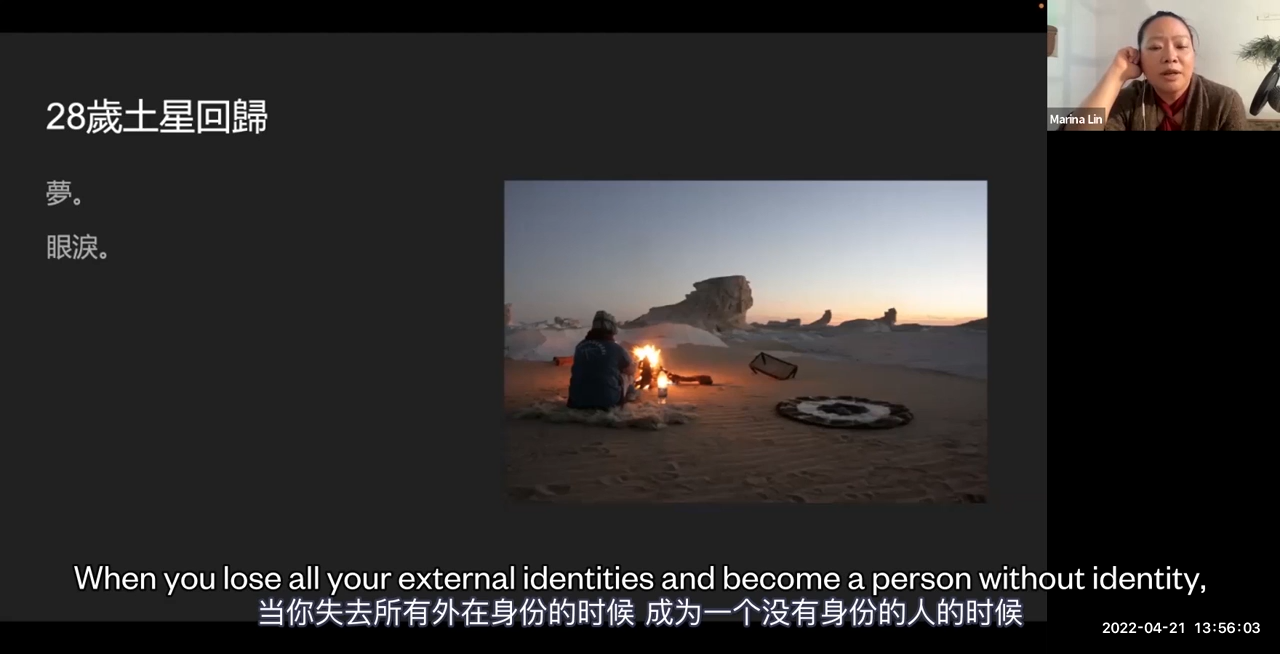 28歲土星回歸
夢。
眼淚。
Marina Lin
When you lose all your external identities and become a person without identity,
当你失去所有外在身份的时候 成为一个没有身份的人的时候
2022-04-21 13:56:03